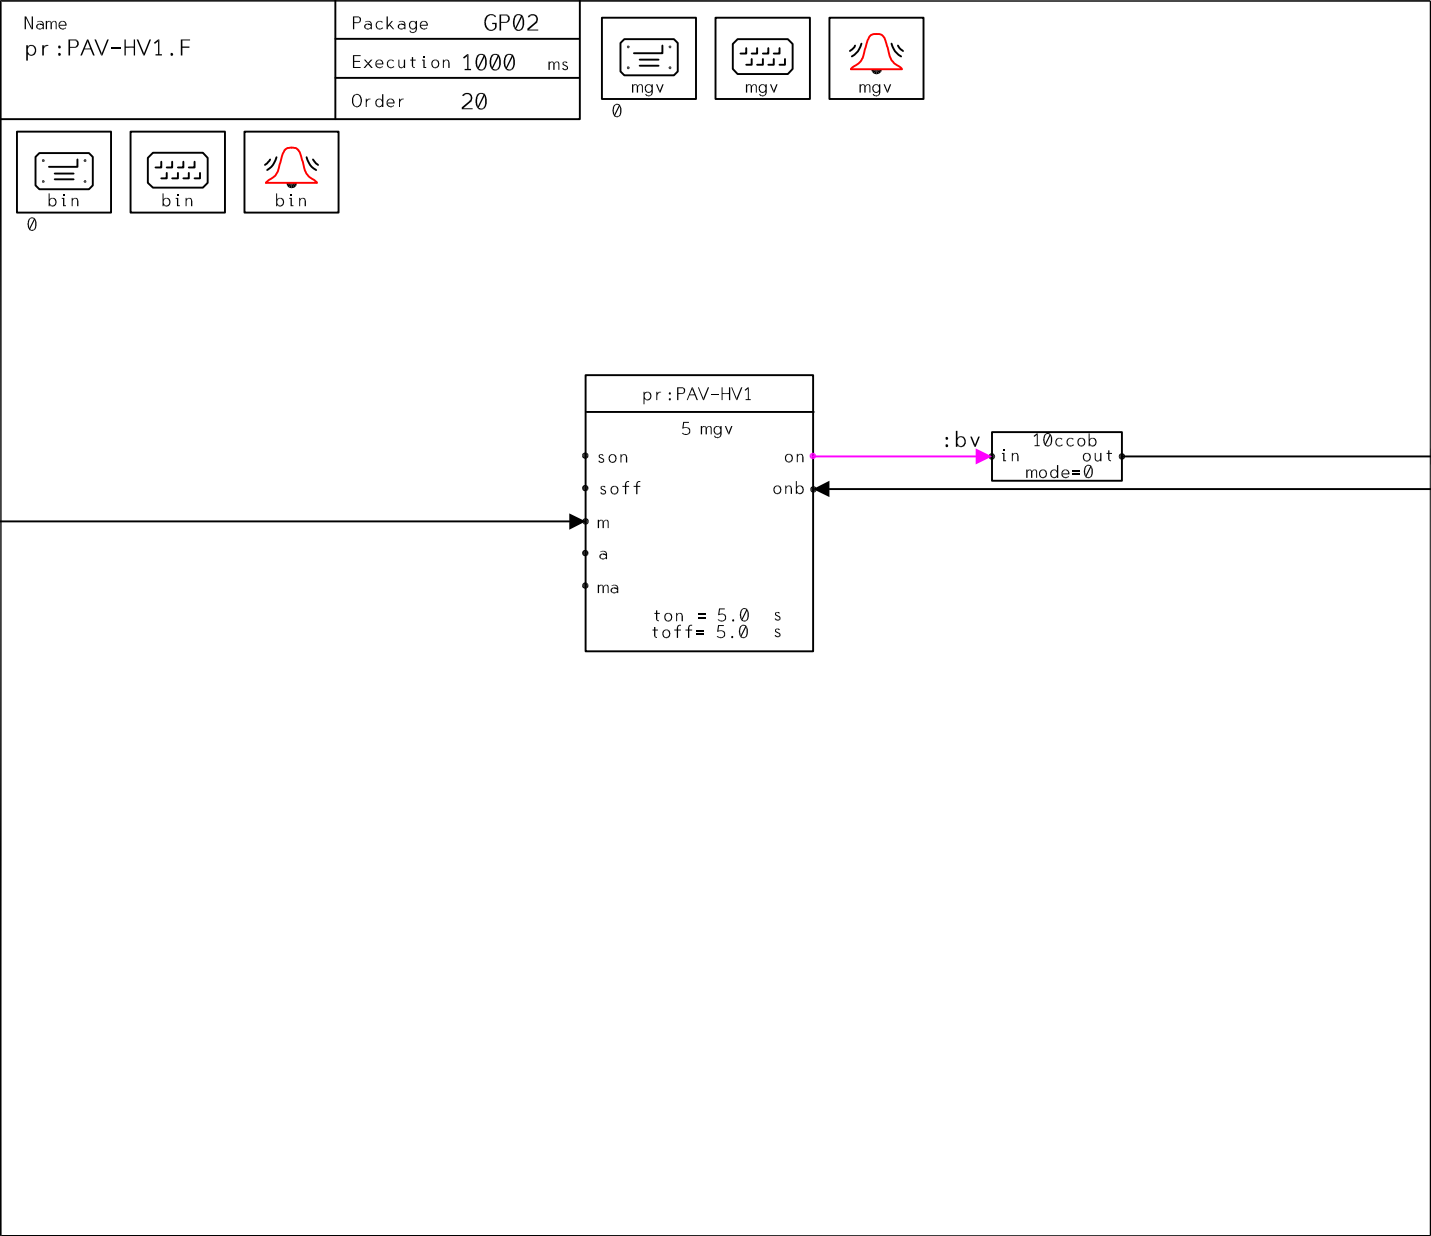 Name
pr:PAV-HV1.F
Package GP02
Execution 1000 ms
Order 20
mgv
mgv
mgv
0
bin
bin
bin
0
pr:PAV-HV1
5 mgv
son
on
soff
onb
m
a
ma
ton = 5.0 s
toff= 5.0 s
:bv
10ccob
in out
mode=0